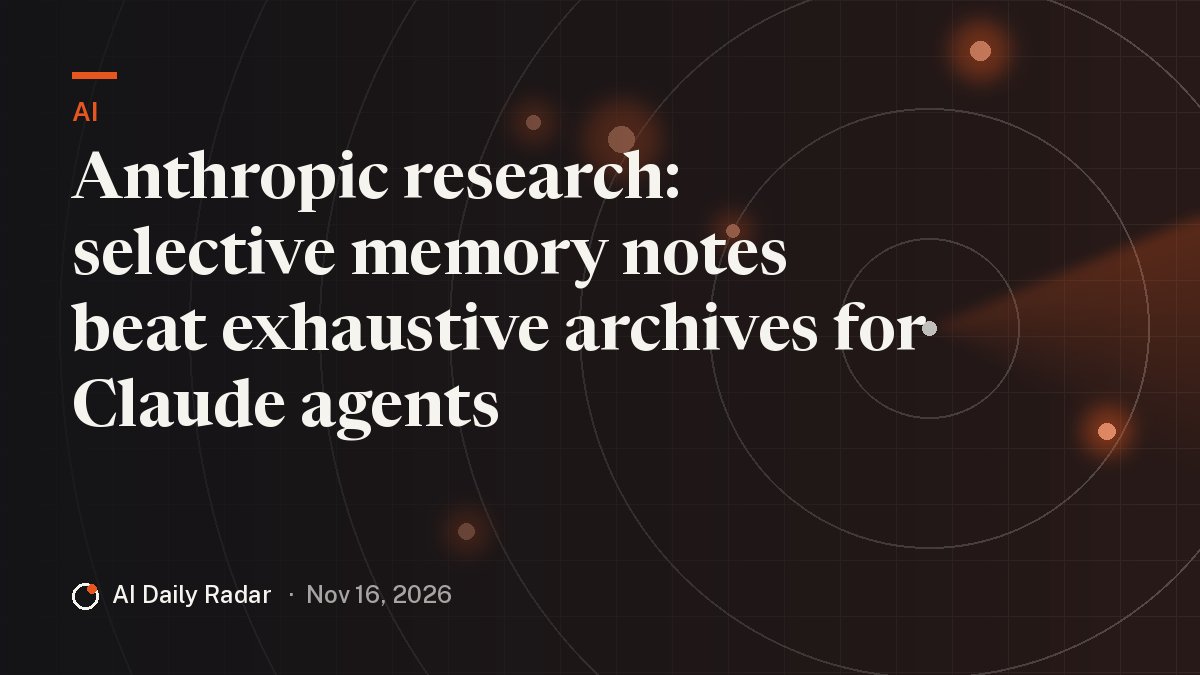 AI
Anthropic research:
selective memory notes
beat exhaustive archives for
Claude agents
AI Daily Radar · Nov 16, 2026